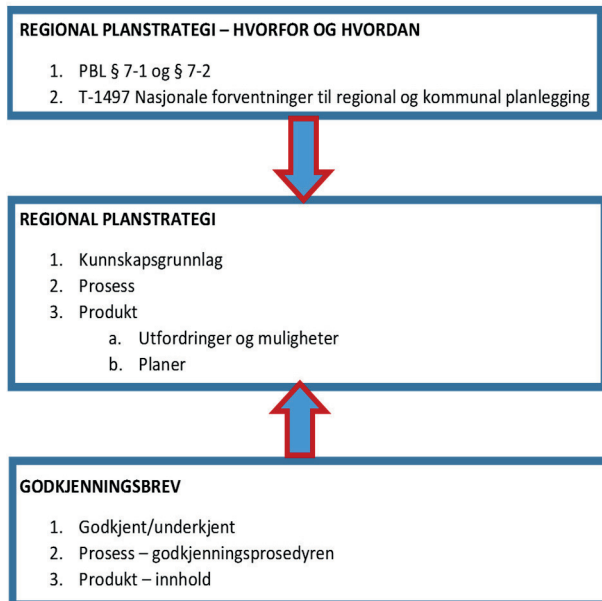 REGIONAL PLANSTRATEGI – HVORFOR OG HVORDAN
1. PBL § 7-1 og § 7-2
2. T-1497 Nasjonale forventninger til regional og kommunal planlegging
REGIONAL PLANSTRATEGI
1. Kunnskapsgrunnlag
2. Prosess
3. Produkt
a. Utfordringer og muligheter
b. Planer
GODKJENNINGSBREV
1. Godkjent/underkjent
2. Prosess – godkjenningsprosedyren
3. Produkt – innhold